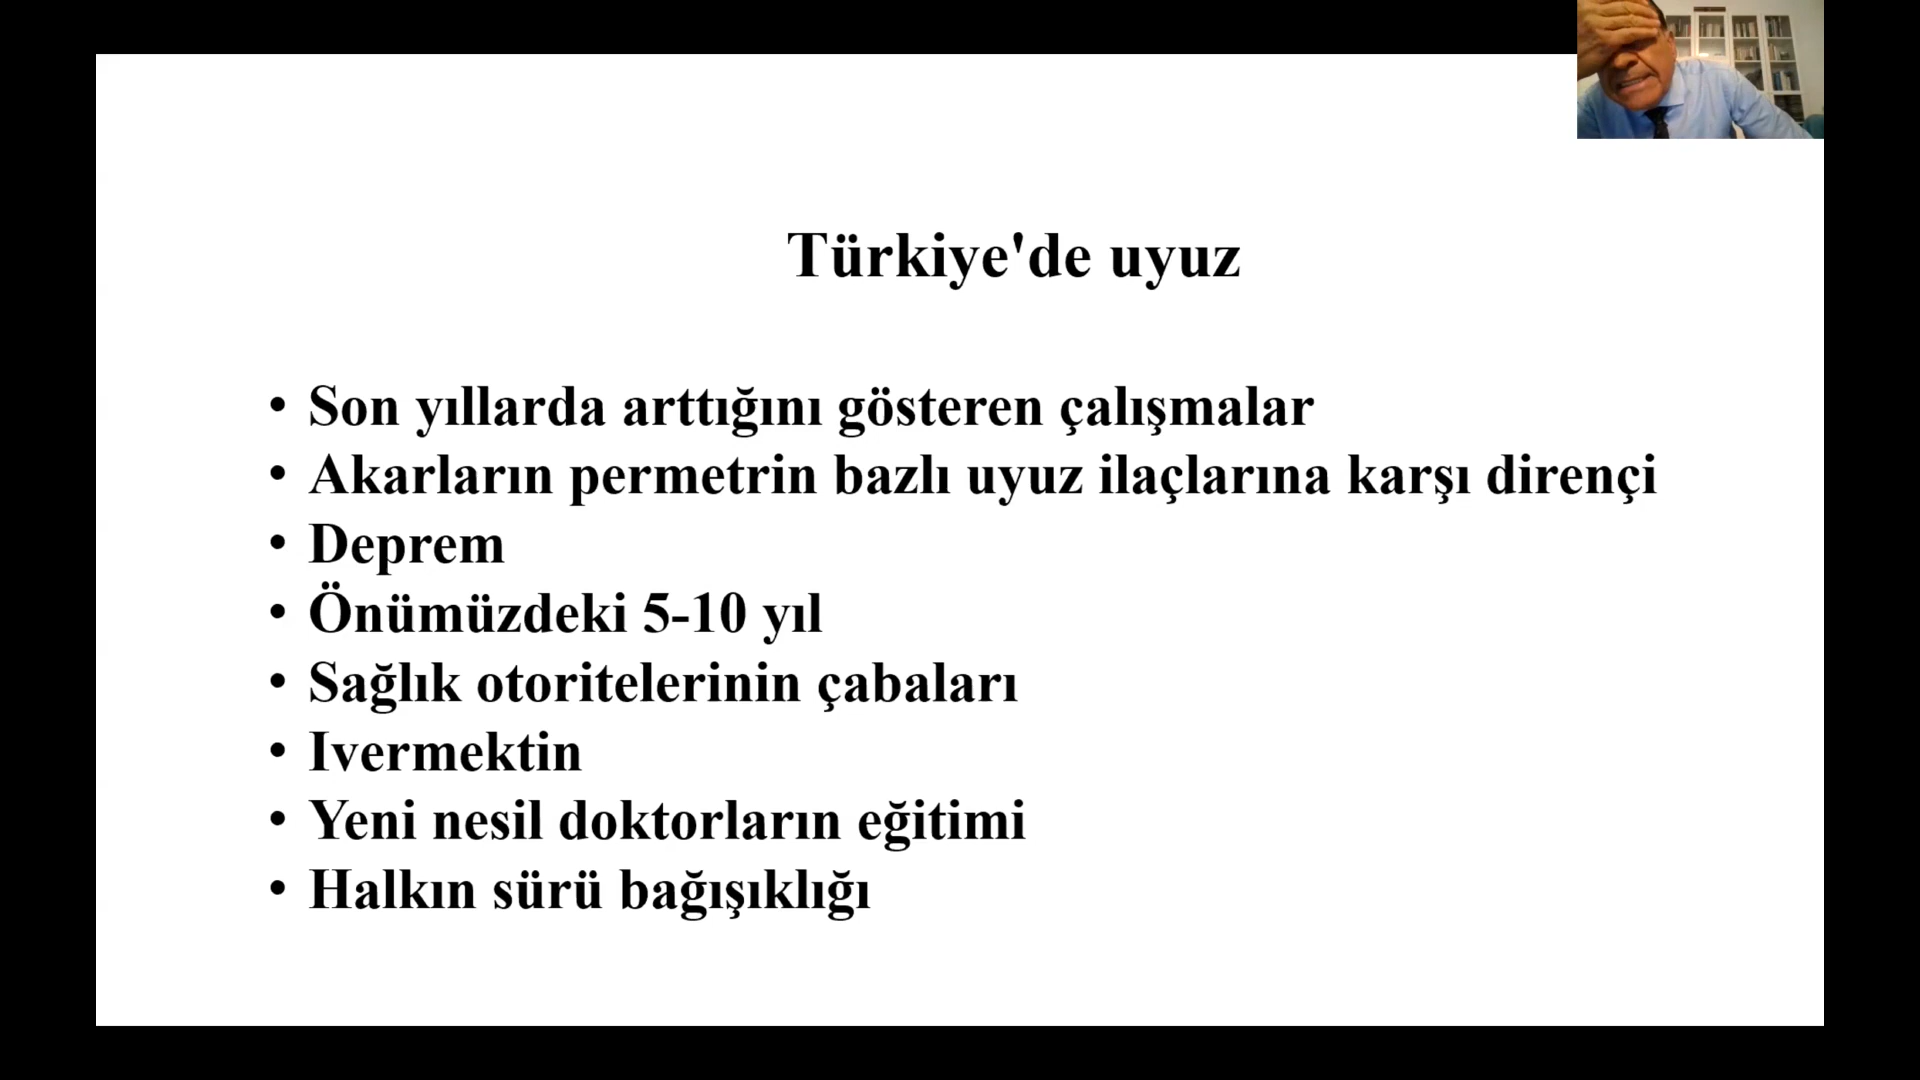 Türkiye'de uyuz
• Son yıllarda arttığını gösteren çalışmalar
• Akarların permetrin bazlı uyuz ilaçlarına karşı dirençi
• Deprem
• Önümüzdeki 5-10 yıl
• Sağlık otoritelerinin çabaları
• Ivermektin
• Yeni nesil doktorların eğitimi
• Halkın sürü bağışıklığı